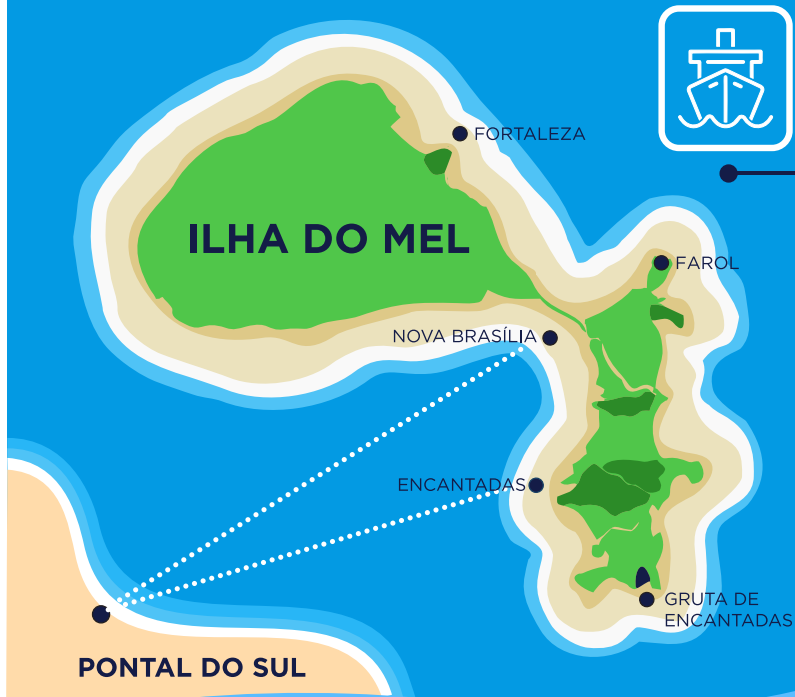 FORTALEZA
ILHA DO MEL
FAROL
NOVA BRASÍLIA
ENCANTADAS
GRUTA DE
ENCANTADAS
PONTAL DO SUL